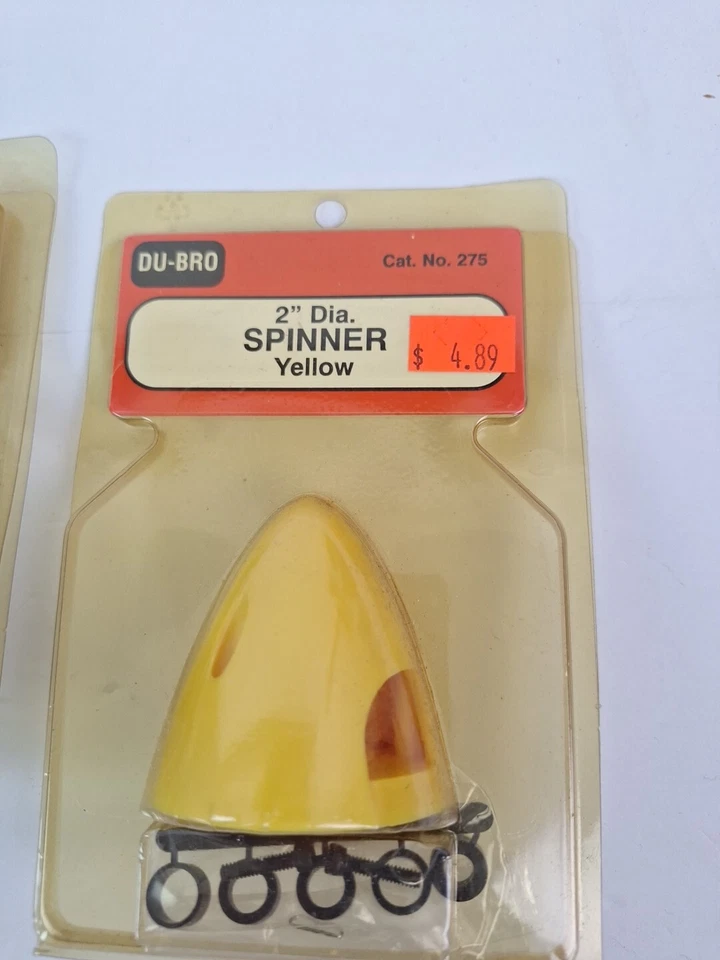 DU-BRO
Cat. No. 275
2” Dia.
SPINNER
Yellow
$ 4.89